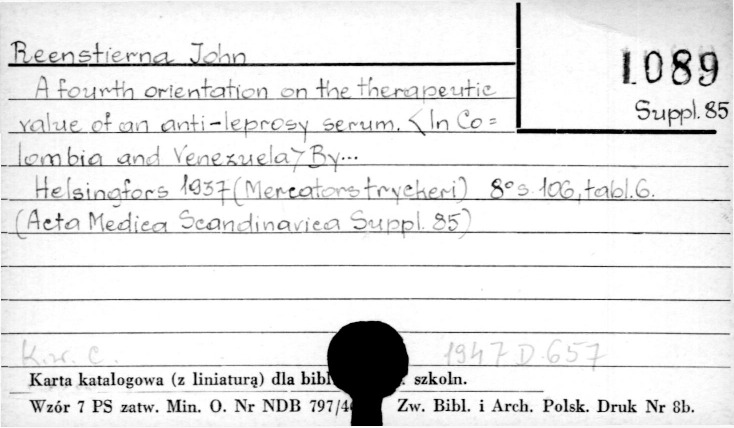 Reenstierna John
1089
Suppl. 85
A fourth orientation on the therapeutic
value of an anti-leprosy serum. <In Co=
lombia and Venezuela> By...
Helsingfors 1937 (Mercators tryckeri) 8° s. 106, tabl. 6.
(Acta Medica Scandinavica Suppl. 85)
K.w. C. 1947 D. 657
Karta katalogowa (z liniaturą) dla bibl szkoln.
Wzór 7 PS zatw. Min. O. Nr NDB 797/4 Zw. Bibl. i Arch. Polsk. Druk Nr 8b.